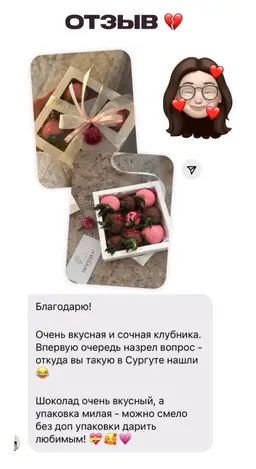 ОТЗЫВ 💔
Благодарю!
Очень вкусная и сочная клубника.
Впервую очередь назрел вопрос -
откуда вы такую в Сургуте нашли
😂
Шоколад очень вкусный, а
упаковка милая - можно смело
без доп упаковки дарить
любимым! 💝🥰💗